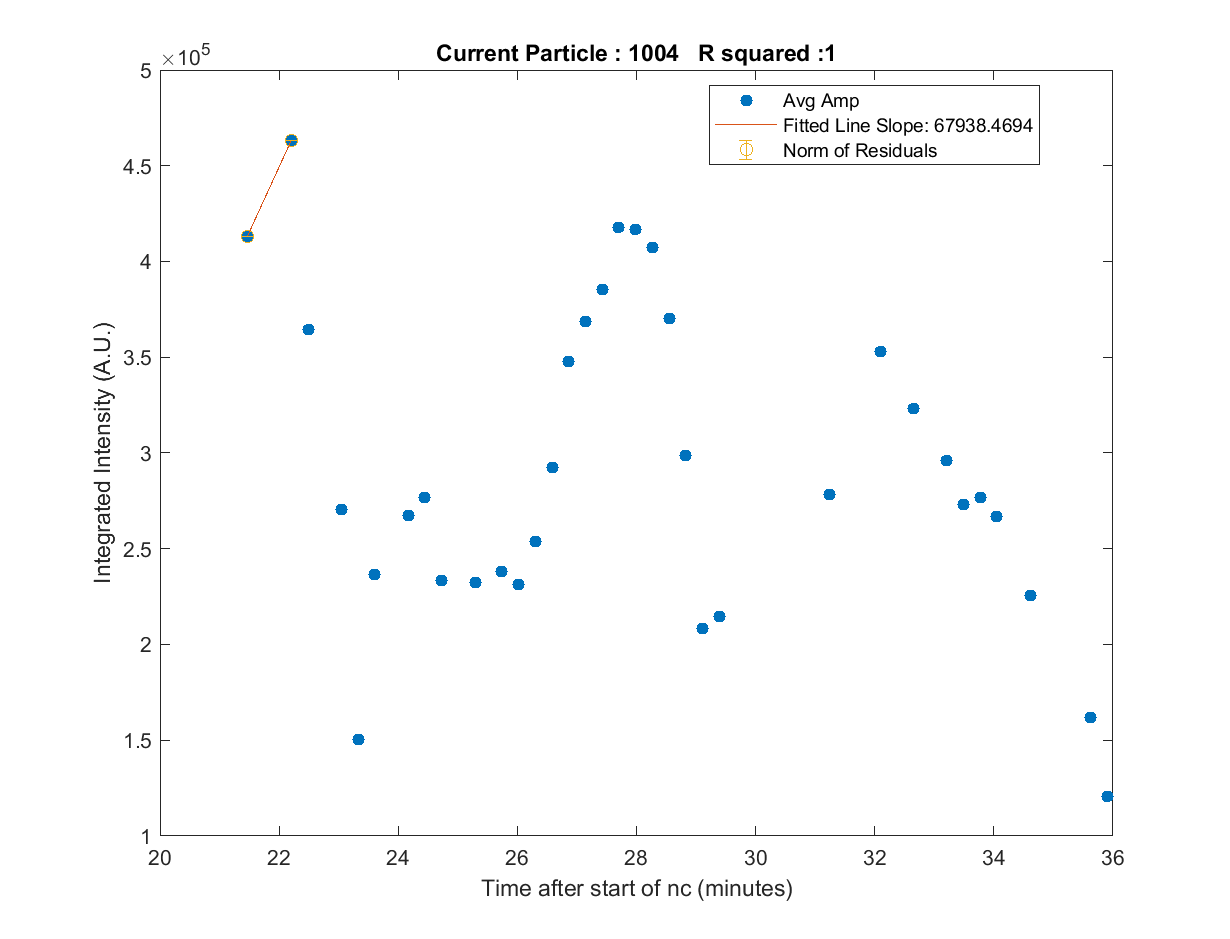 Current Particle : 1004   R squared :1
×10^5
Avg Amp
Fitted Line Slope: 67938.4694
Norm of Residuals
5
4.5
4
3.5
3
2.5
2
1.5
1
Integrated Intensity (A.U.)
20 22 24 26 28 30 32 34 36
Time after start of nc (minutes)